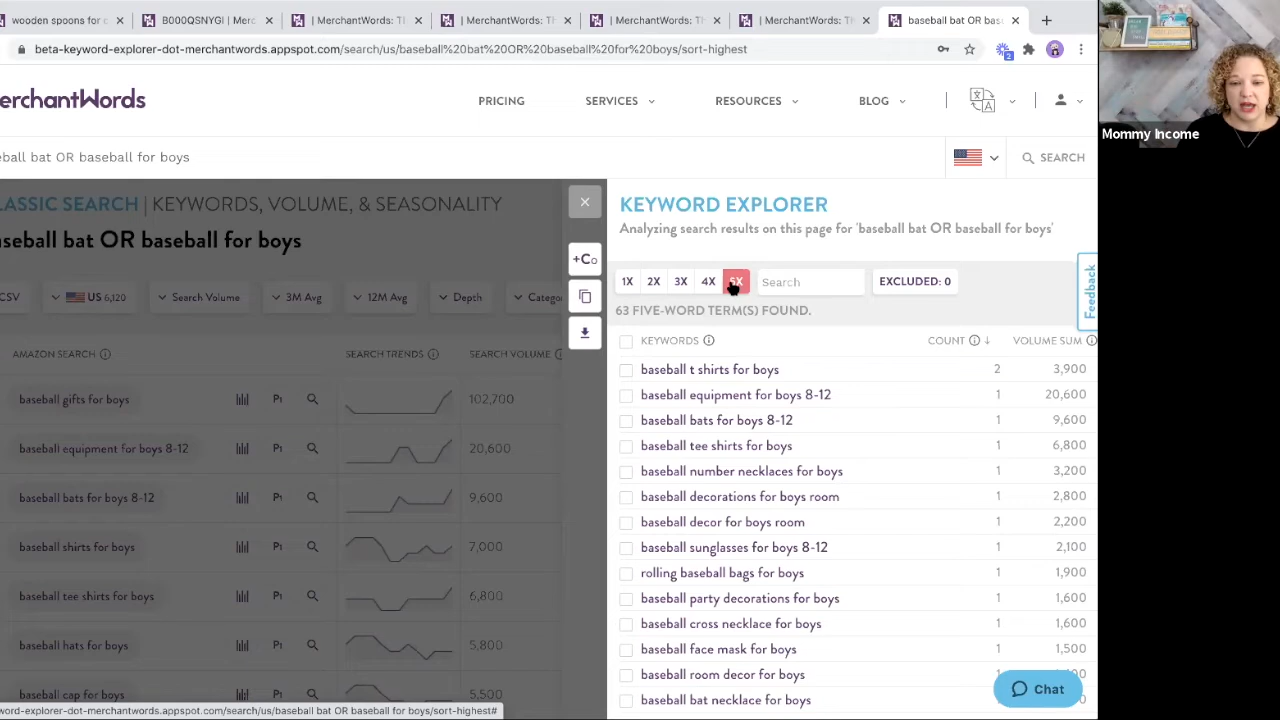 wooden spoons for c
B000QSNYGI | Merc
| MerchantWords: Th
| MerchantWords: Th
| MerchantWords: Th
| MerchantWords: Th
baseball bat OR base
beta-keyword-explorer-dot-merchantwords.appspot.com/search/us/baseball%20bat%20OR%20baseball%20for%20boys/sort-highest
2
erchantWords
PRICING
SERVICES
RESOURCES
BLOG
eball bat OR baseball for boys
SEARCH
LASSIC SEARCH | KEYWORDS, VOLUME, & SEASONALITY
aseball bat OR baseball for boys
CSV
US 6,120
Search Volume
3M Avg
12M Avg
Depth
Catego
AMAZON SEARCH
SEARCH TRENDS
SEARCH VOLUME
baseball gifts for boys P1 102,700
baseball equipment for boys 8-12 P1 20,600
baseball bats for boys 8-12 P1 9,600
baseball shirts for boys P1 7,000
baseball tee shirts for boys P1 6,800
baseball hats for boys P1 5,800
baseball cap for boys P1 5,500
word-explorer-dot-merchantwords.appspot.com/search/us/baseball bat OR baseball for boys/sort-highest#
+Co
KEYWORD EXPLORER
Analyzing search results on this page for 'baseball bat OR baseball for boys'
1X 2X 3X 4X 5X Search EXCLUDED: 0
63 FIVE-WORD TERM(S) FOUND.
KEYWORDS COUNT VOLUME SUM
baseball t shirts for boys 2 3,900
baseball equipment for boys 8-12 1 20,600
baseball bats for boys 8-12 1 9,600
baseball tee shirts for boys 1 6,800
baseball number necklaces for boys 1 3,200
baseball decorations for boys room 1 2,800
baseball decor for boys room 1 2,200
baseball sunglasses for boys 8-12 1 2,100
rolling baseball bags for boys 1 1,900
baseball party decorations for boys 1 1,600
baseball cross necklace for boys 1 1,600
baseball face mask for boys 1 1,500
baseball room decor for boys
baseball bat necklace for boys
Feedback
Chat
Mommy Income